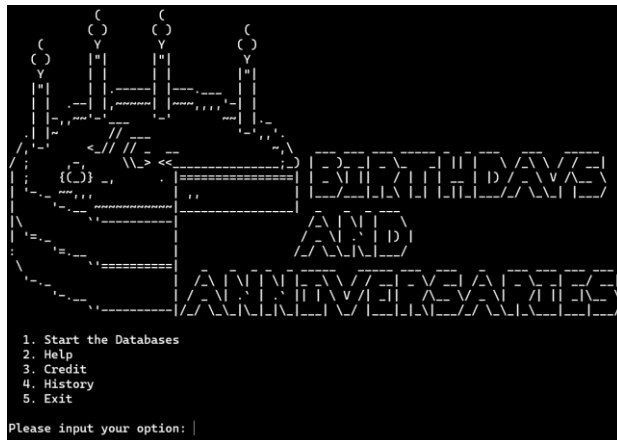 BIRTHDAYS
AND
ANNIVERSARIES
1. Start the Databases
2. Help
3. Credit
4. History
5. Exit
Please input your option: